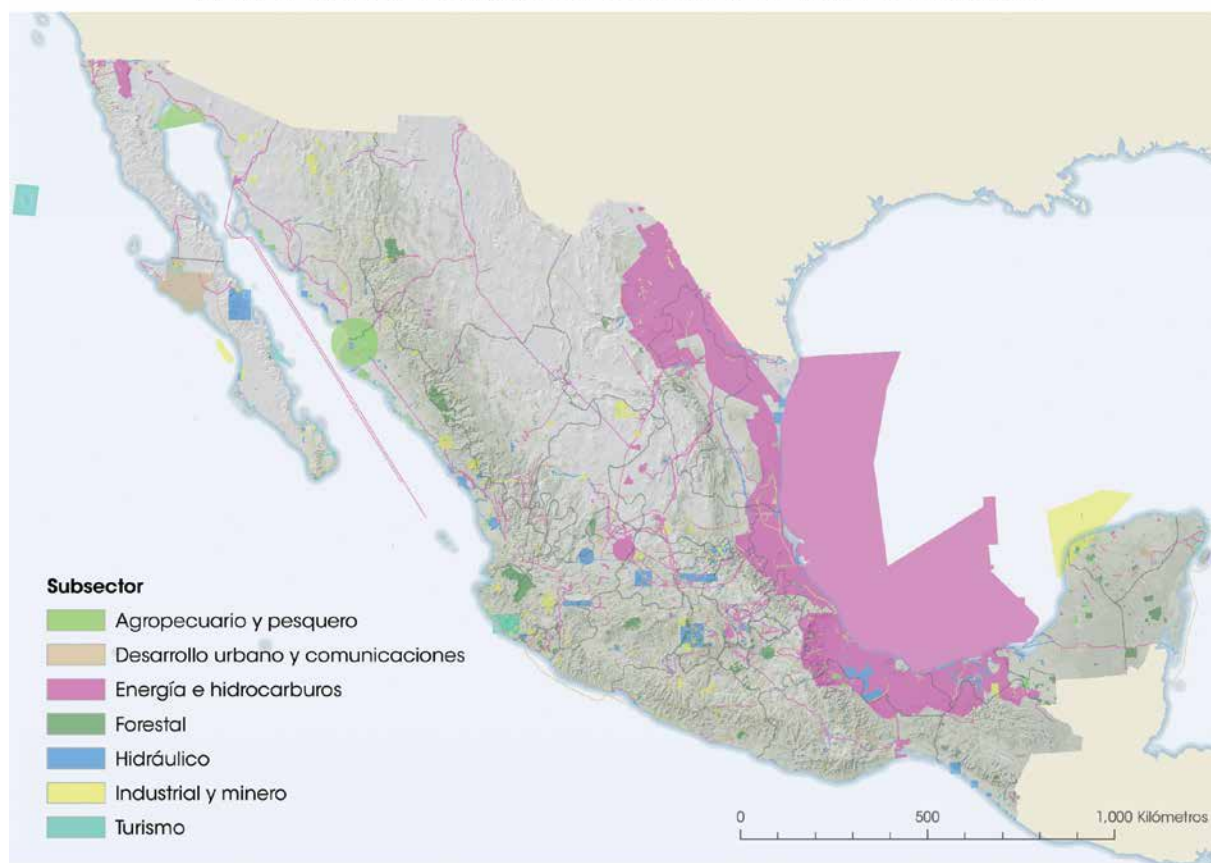 Subsector
Agropecuario y pesquero
Desarrollo urbano y comunicaciones
Energía e hidrocarburos
Forestal
Hidráulico
Industrial y minero
Turismo
0 500 1,000 Kilómetros